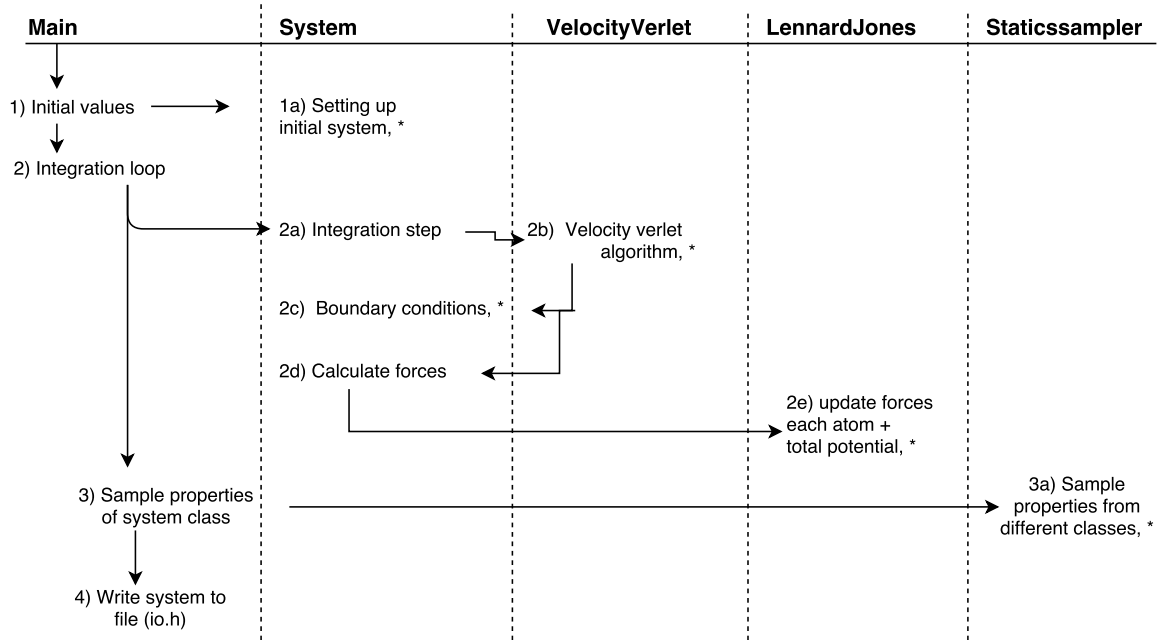 Main
System
VelocityVerlet
LennardJones
Staticssampler
1) Initial values
1a) Setting up
initial system, *
2) Integration loop
2a) Integration step
2b) Velocity verlet
algorithm, *
2c) Boundary conditions, *
2d) Calculate forces
2e) update forces
each atom +
total potential, *
3) Sample properties
of system class
3a) Sample
properties from
different classes, *
4) Write system to
file (io.h)